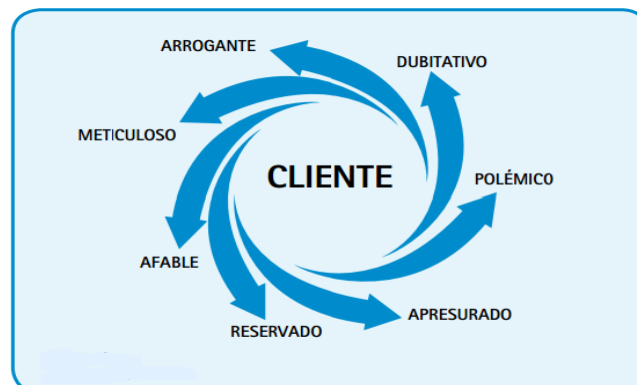 ARROGANTE
DUBITATIVO
METICULOSO
CLIENTE
POLÉMICO
AFABLE
RESERVADO
APRESURADO